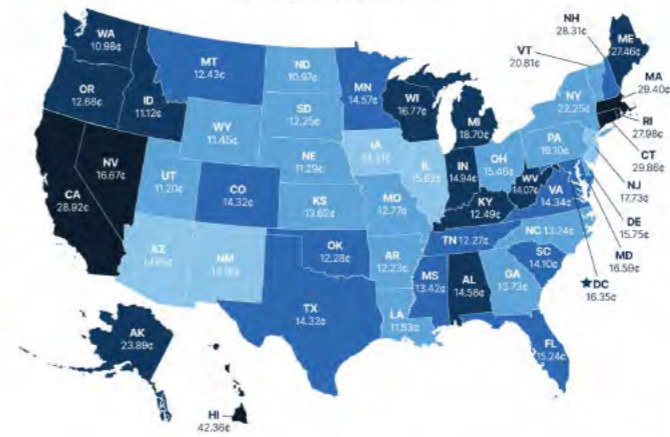 NH
28.31¢
VT
20.81¢
ME
27.46¢
WA
10.98¢
MT
12.43¢
ND
10.97¢
MN
14.57¢
MA
29.40¢
OR
12.68¢
ID
11.12¢
WI
16.77¢
NY
22.25¢
SD
12.25¢
MI
18.70¢
RI
27.98¢
WY
11.45¢
CT
29.86¢
PA
NE
11.29¢
IA
IL
IN
14.94¢
OH
15.46¢
NJ
17.73¢
NV
16.67¢
UT
11.20¢
CO
14.32¢
WV
14.07¢
VA
14.34¢
DE
15.75¢
CA
28.92¢
KS
13.62¢
MO
12.77¢
KY
12.49¢
MD
16.59¢
NC 13.24¢
TN 12.27¢
DC
16.35¢
AZ
NM
OK
12.28¢
AR
12.23¢
SC
14.10¢
MS
13.42¢
AL
14.56¢
GA
13.73¢
TX
14.32¢
LA
FL
15.24¢
AK
23.89¢
HI
42.36¢